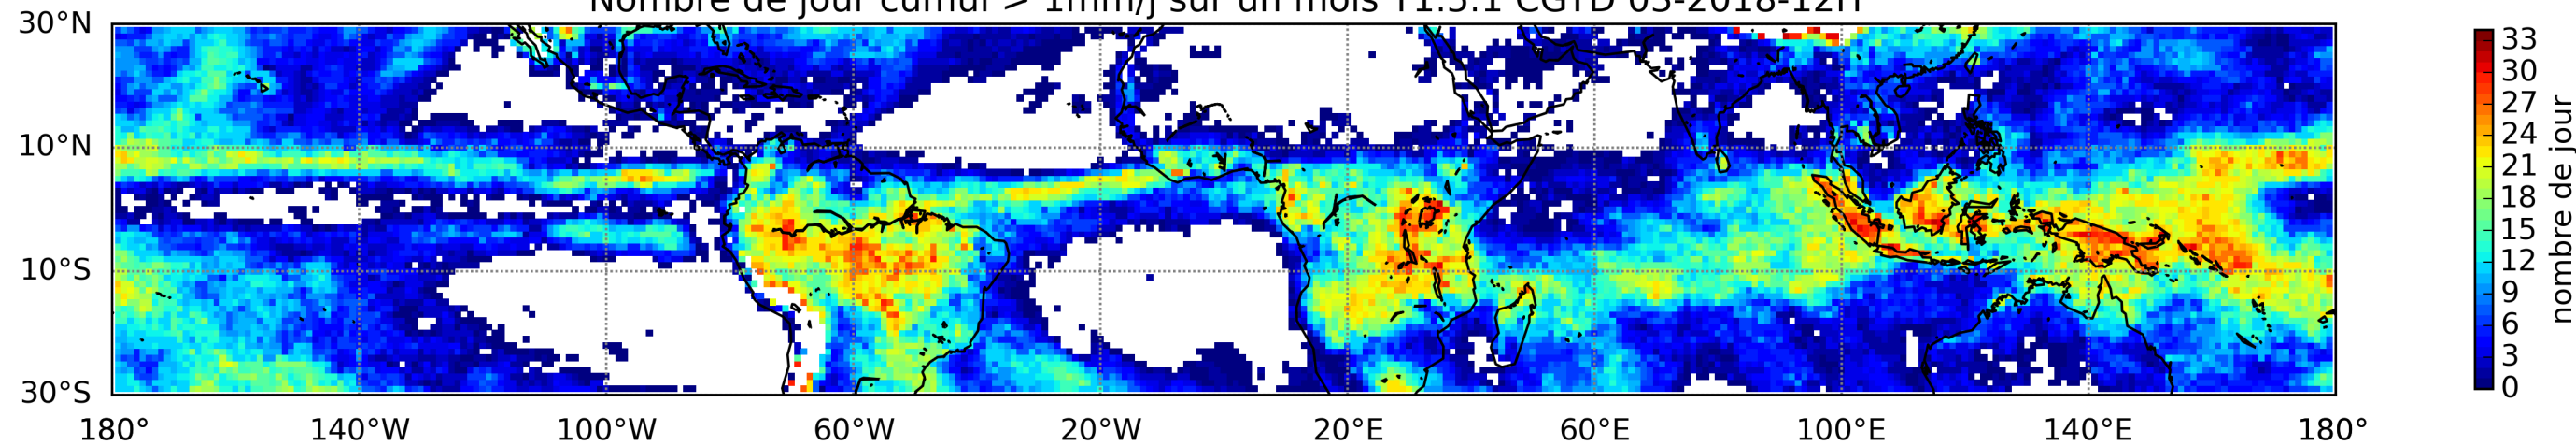 Nombre de jour cumul > 1mm/j sur un mois T1.5.1 CGTD 03-2018-12H
30°N
10°N
10°S
30°S
180° 140°W 100°W 60°W 20°W 20°E 60°E 100°E 140°E 180°
33
30
27
24
21
18
15
12
9
6
3
0
nombre de jour